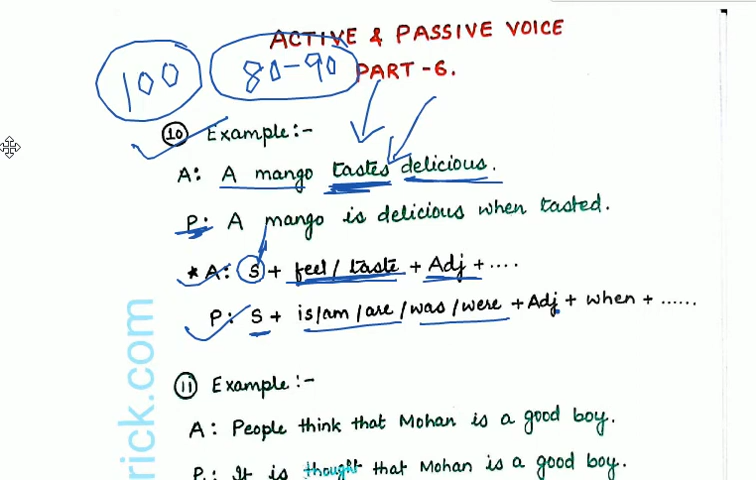 ACTIVE & PASSIVE VOICE
100 80-90 PART-6.
10 Example:-
A: A mango tastes delicious.
P: A mango is delicious when tasted.
* A: S + feel / taste + Adj + ....
P: S + is/am / are / was / were + Adj + when + ......
11 Example:-
A: People think that Mohan is a good boy.
P: It is thought that Mohan is a good boy.
rick.com